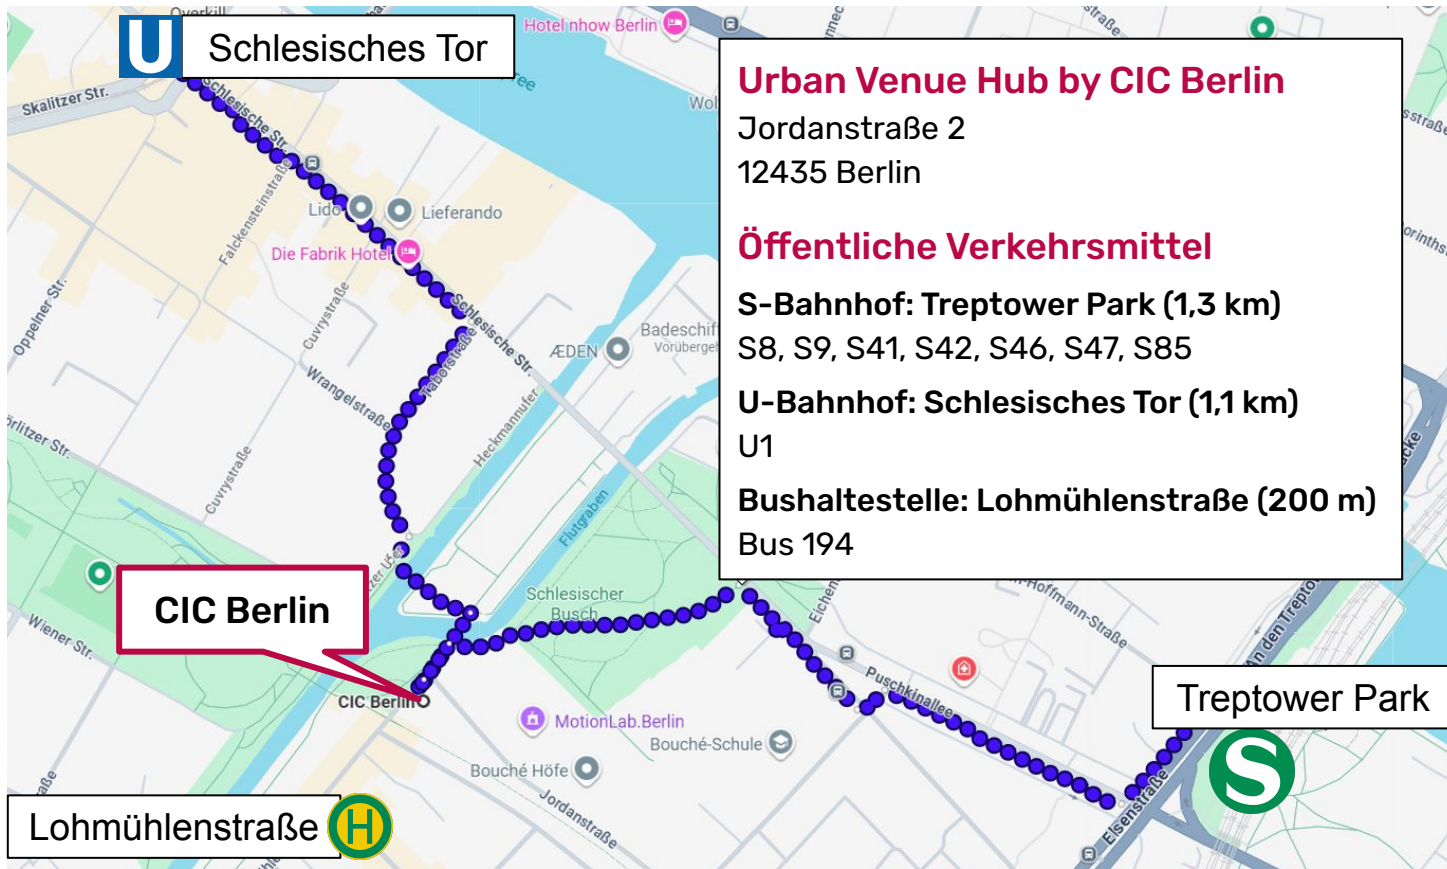 Overkill
U
Schlesisches Tor
Hotel nhow Berlin
Skalitzer Str.
Schlesische Str.
Falckensteinstraße
Lido
Lieferando
Die Fabrik Hotel
Oppelner Str.
Cuvrystraße
Schlesische Str.
Taborstraße
Wrangelstraße
ÆDEN
Heckmannufer
Cuvrystraße
Flutgraben
Urban Venue Hub by CIC Berlin
Jordanstraße 2
12435 Berlin
Öffentliche Verkehrsmittel
S-Bahnhof: Treptower Park (1,3 km)
S8, S9, S41, S42, S46, S47, S85
U-Bahnhof: Schlesisches Tor (1,1 km)
U1
Bushaltestelle: Lohmühlenstraße (200 m)
Bus 194
CIC Berlin
Schlesischer
Busch
Wiener Str.
CIC Berlin
MotionLab.Berlin
Bouché-Schule
Bouché Höfe
Jordanstraße
Puschkinallee
Elsenstraße
Treptower Park
S
Lohmühlenstraße
H